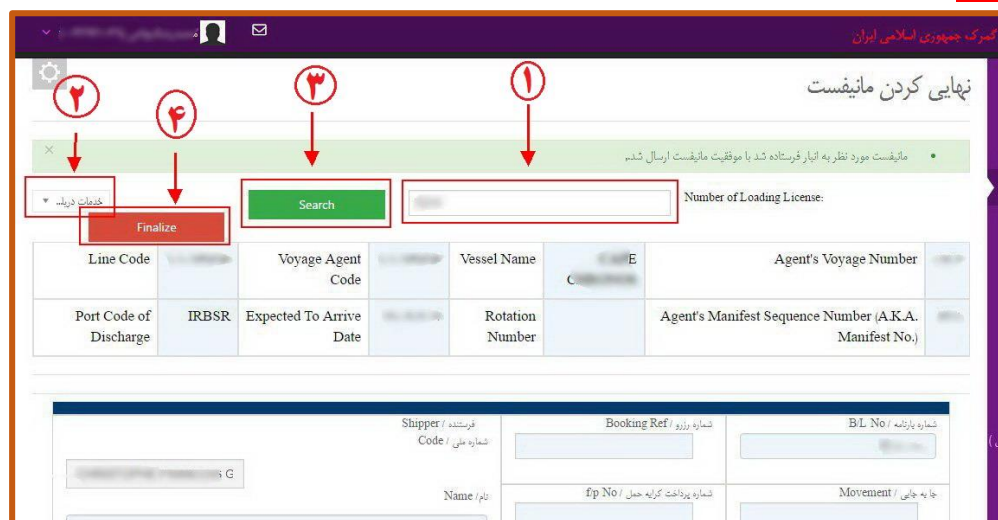 گمرک جمهوری اسلامی ایران
نهایی کردن مانیفست
۱
۳
۴
۲
×
مانیفست مورد نظر به انبار فرستاده شد با موفقیت مانیفست ارسال شد.
Number of Loading License:
Search
خدمات دریا..
Finalize
Line Code
Voyage Agent Code
Vessel Name
E
C
Agent's Voyage Number
Port Code of Discharge
IRBSR
Expected To Arrive Date
Rotation Number
Agent's Manifest Sequence Number (A.K.A. Manifest No.)
شماره بارنامه / B/L No
شماره رزرو / Booking Ref
فرستنده / Shipper
شماره ملی / Code
S G
نام/ Name
جا به جایی / Movement
شماره پرداخت کرایه حمل / f/p No